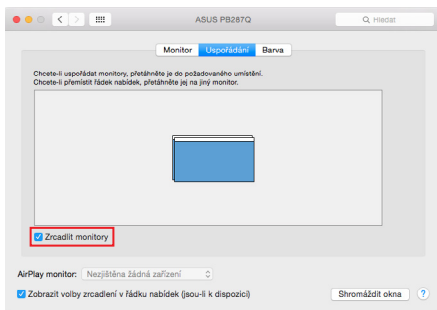 ASUS PB287Q
Hledat
Monitor Uspořádání Barva
Chcete-li uspořádat monitory, přetáhněte je do požadovaného umístění.
Chcete-li přemístit řádek nabídek, přetáhněte jej na jiný monitor.
Zrcadlit monitory
AirPlay monitor: Nezjištěna žádná zařízení
Zobrazit volby zrcadlení v řádku nabídek (jsou-li k dispozici) Shromáždit okna ?